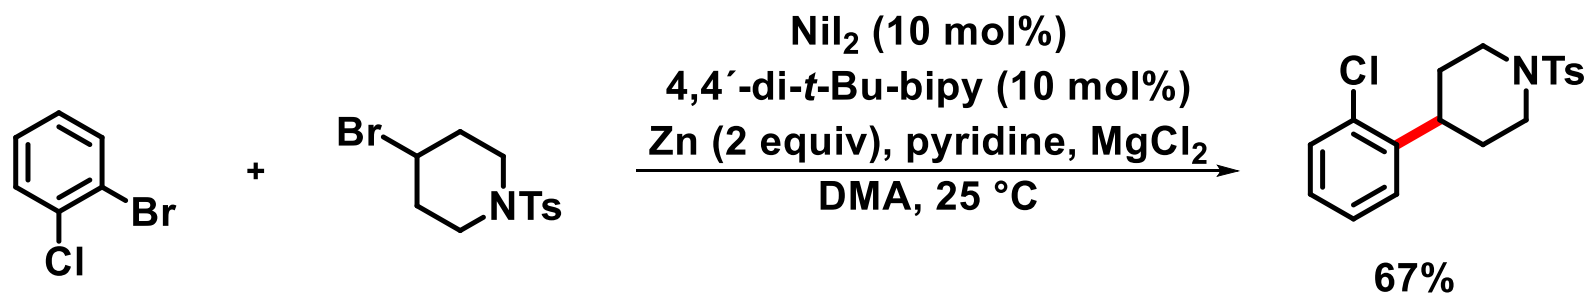 NiI2 (10 mol%)
4,4´-di-t-Bu-bipy (10 mol%)
Zn (2 equiv), pyridine, MgCl2
DMA, 25 °C
Br
Cl
+
Br
NTs
Cl
NTs
67%